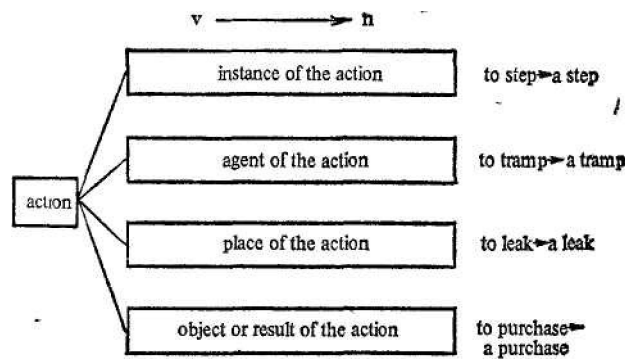 v → n
instance of the action to step→a step
agent of the action to tramp→a tramp
action
place of the action to leak→a leak
object or result of the action to purchase→
a purchase